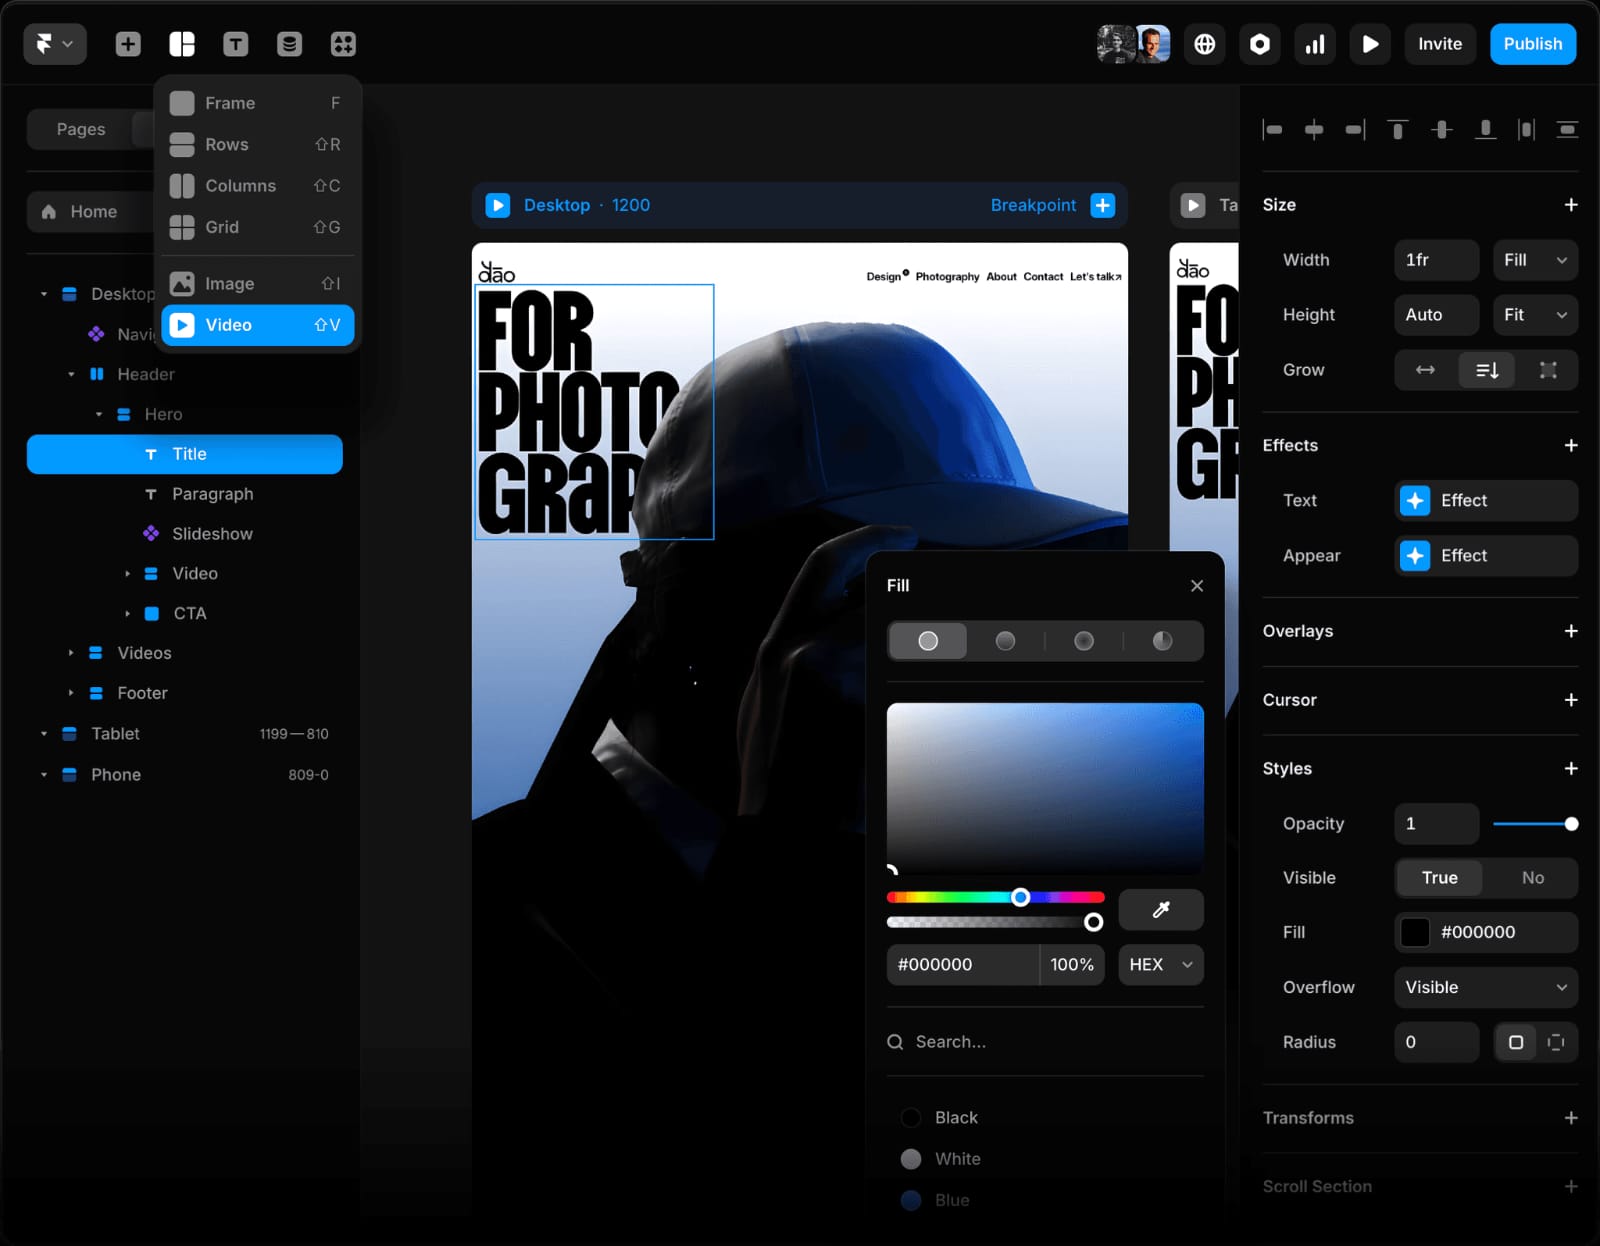 Invite
Publish
Frame F
Rows ⇧R
Columns ⇧C
Grid ⇧G
Image ⇧I
Video ⇧V
Pages
Home
Desktop
Navi
Header
Hero
Title
Paragraph
Slideshow
Video
CTA
Videos
Footer
Tablet 1199—810
Phone 809-0
Desktop · 1200
Breakpoint
Ta
dāo
Design Photography About Contact Let's talk↗
FOR
PHOTO
GRAP
dāo
FO
PH
GR
Fill
#000000 100% HEX
Search...
Black
White
Blue
Size
Width 1fr Fill
Height Auto Fit
Grow
Effects
Text Effect
Appear Effect
Overlays
Cursor
Styles
Opacity 1
Visible True No
Fill #000000
Overflow Visible
Radius 0
Transforms
Scroll Section